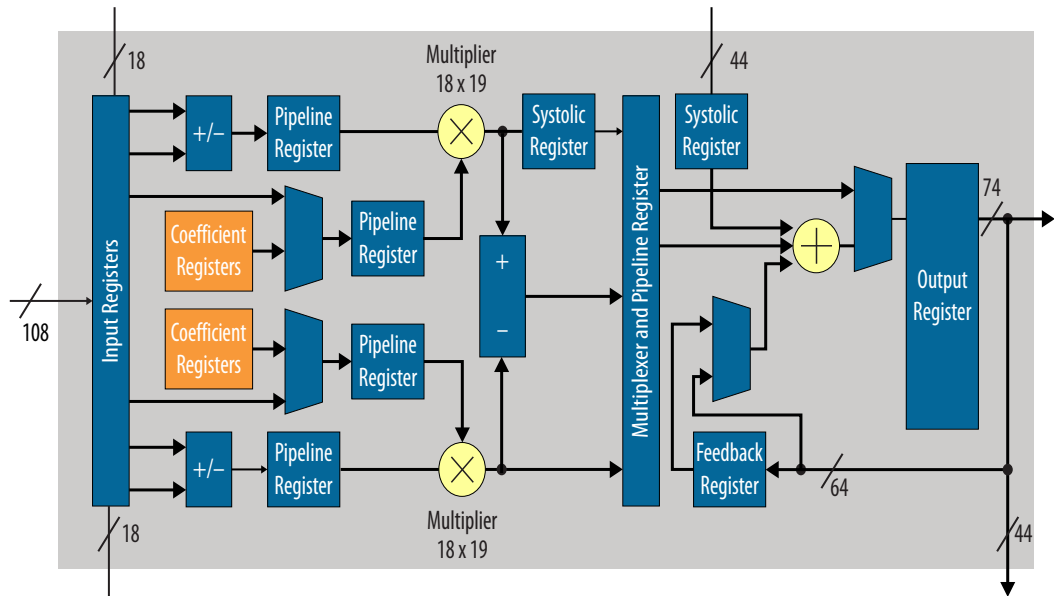 18
44
Multiplier
18 x 19
+/–
Pipeline
Register
Systolic
Register
Systolic
Register
74
Coefficient
Registers
Pipeline
Register
+
–
Input Registers
108
Multiplexer and Pipeline Register
Output
Register
Coefficient
Registers
Pipeline
Register
+/–
Pipeline
Register
Feedback
Register
64
Multiplier
18 x 19
18
44